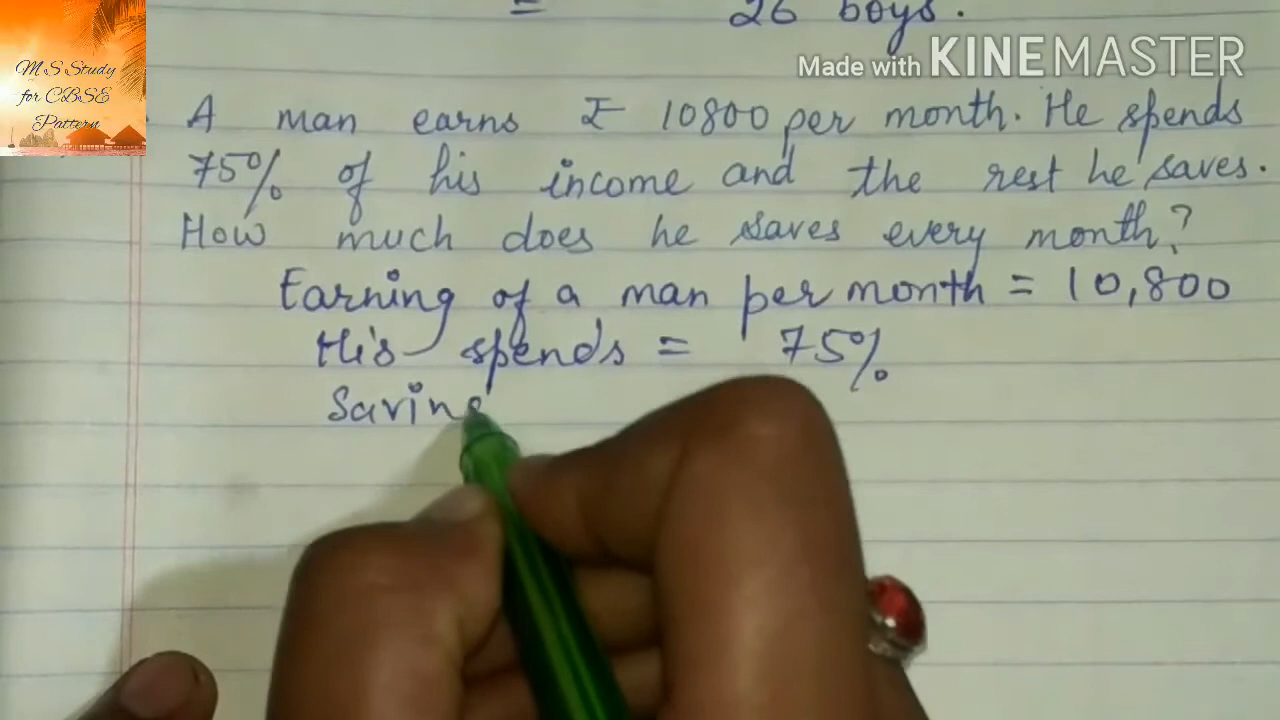 = 26 boys.
M.S Study
for CBSE
Pattern
Made with KINEMASTER
A man earns ₹ 10800 per month. He spends
75% of his income and the rest he saves.
How much does he saves every month?
Earning of a man per month = 10,800
His spends = 75%
Saving